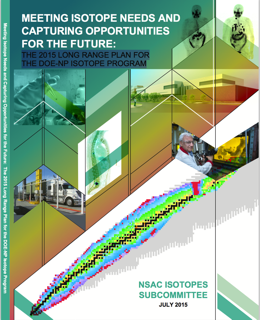 MEETING ISOTOPE NEEDS AND
CAPTURING OPPORTUNITIES
FOR THE FUTURE:
THE 2015 LONG RANGE PLAN FOR
THE DOE-NP ISOTOPE PROGRAM
NSAC ISOTOPES
SUBCOMMITTEE
JULY 2015
Meeting Isotope Needs and Capturing Opportunities for the Future: The 2015 Long Range Plan for the DOE-NP Isotope Program